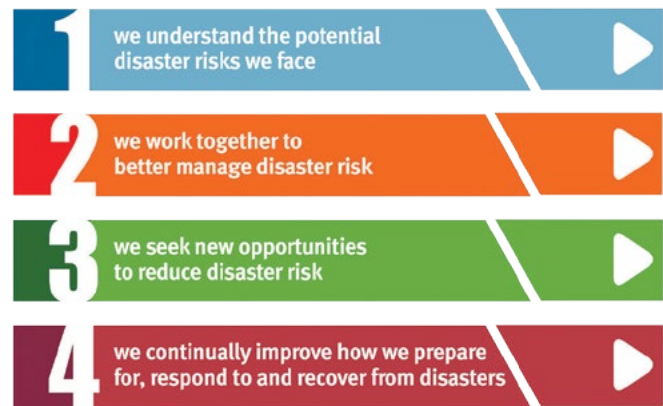 1
we understand the potential
disaster risks we face
2
we work together to
better manage disaster risk
3
we seek new opportunities
to reduce disaster risk
4
we continually improve how we prepare
for, respond to and recover from disasters